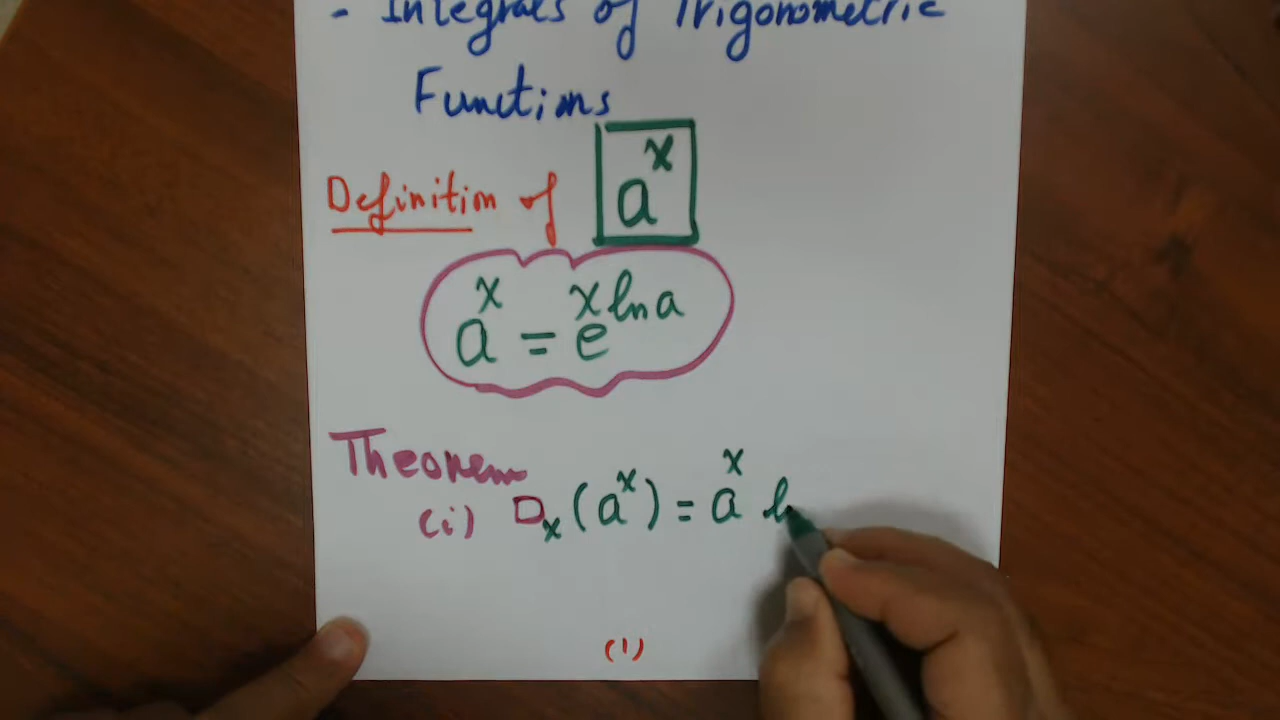 - Integrals of Trigonometric
Functions
Definition of a^x
a^x = e^{x ln a}
Theorem
(i) D_x (a^x) = a^x l
(1)